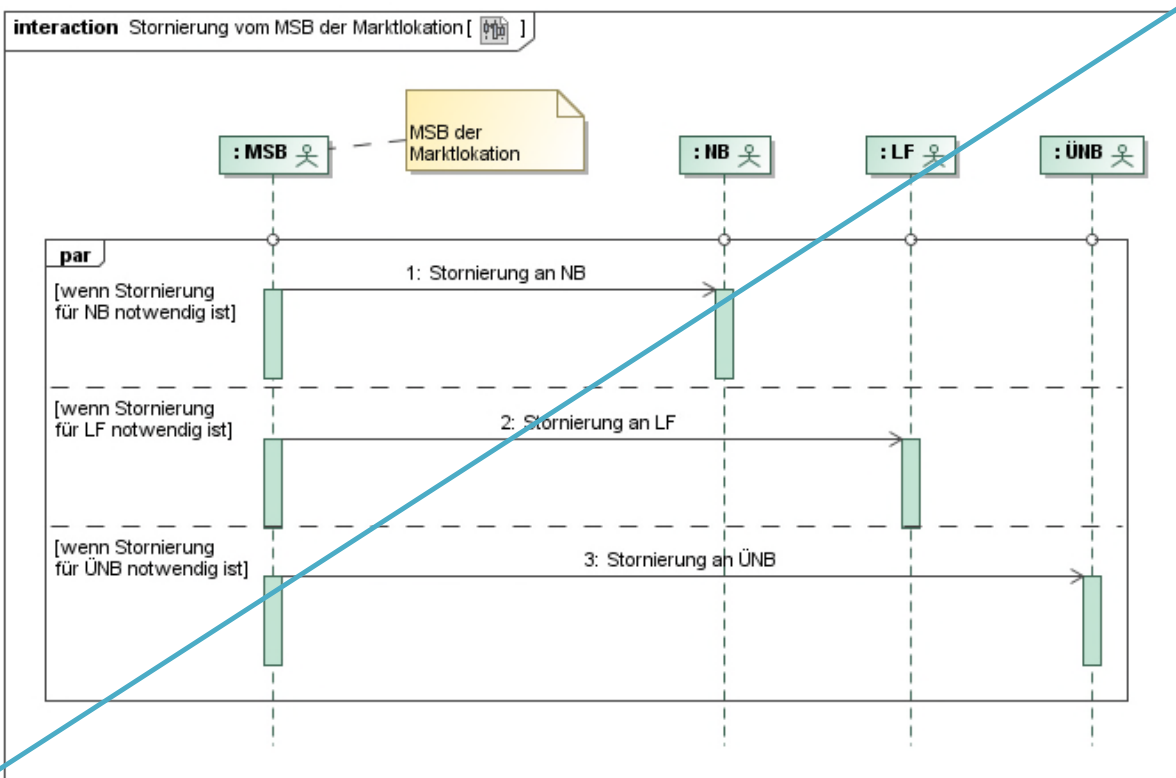 interaction Stornierung vom MSB der Marktlokation [ ]
MSB der
Marktlokation
: MSB
: NB
: LF
: ÜNB
par
1: Stornierung an NB
[wenn Stornierung
für NB notwendig ist]
[wenn Stornierung
für LF notwendig ist]
2: Stornierung an LF
[wenn Stornierung
für ÜNB notwendig ist]
3: Stornierung an ÜNB